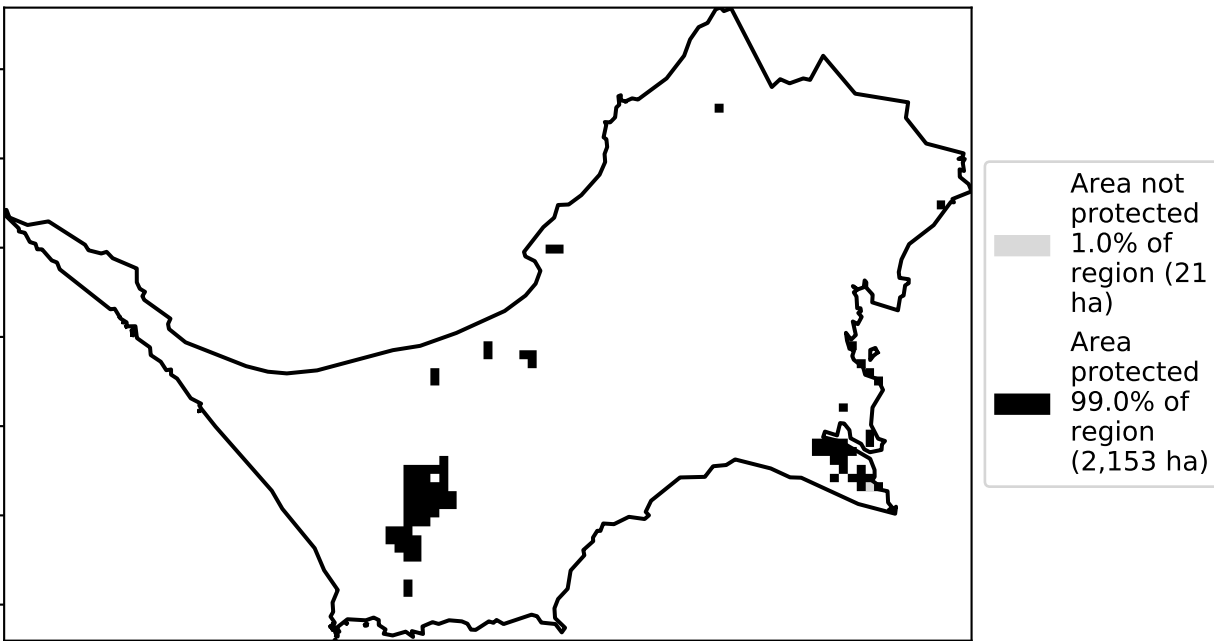 Area not
protected
1.0% of
region (21
ha)
Area
protected
99.0% of
region
(2,153 ha)